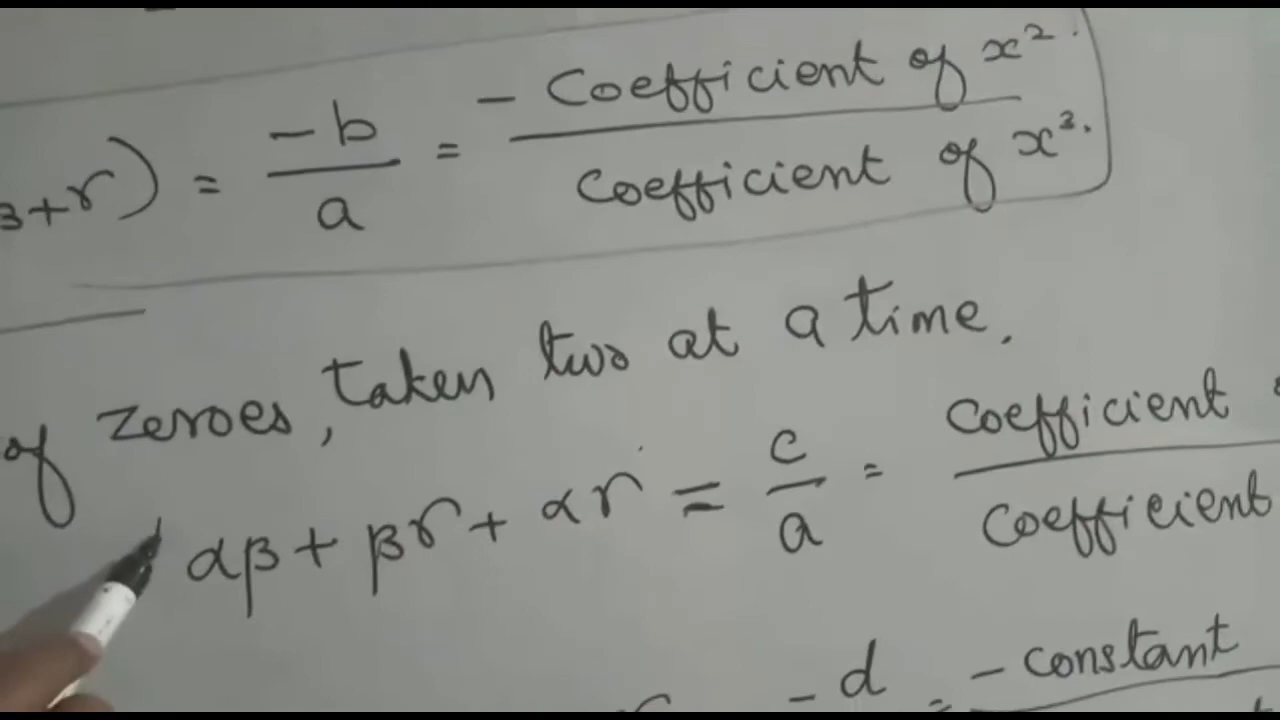 β+γ) = -b/a = - Coefficient of x². / Coefficient of x³.
of zeroes, taken two at a time.
αβ + βγ + αγ = c/a = Coefficient / Coefficient
-d = - constant